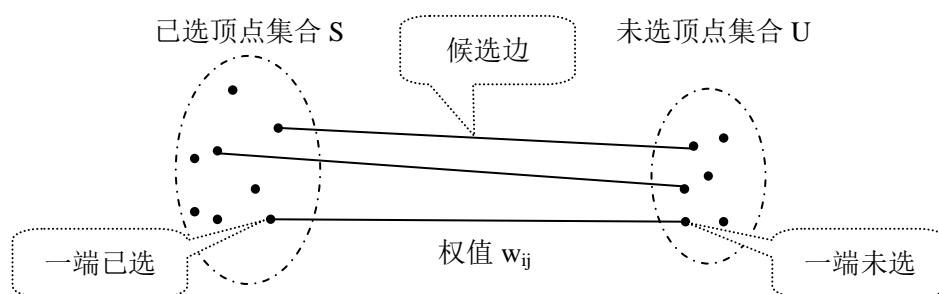 已选顶点集合 S
未选顶点集合 U
候选边
一端已选
权值 wij
一端未选